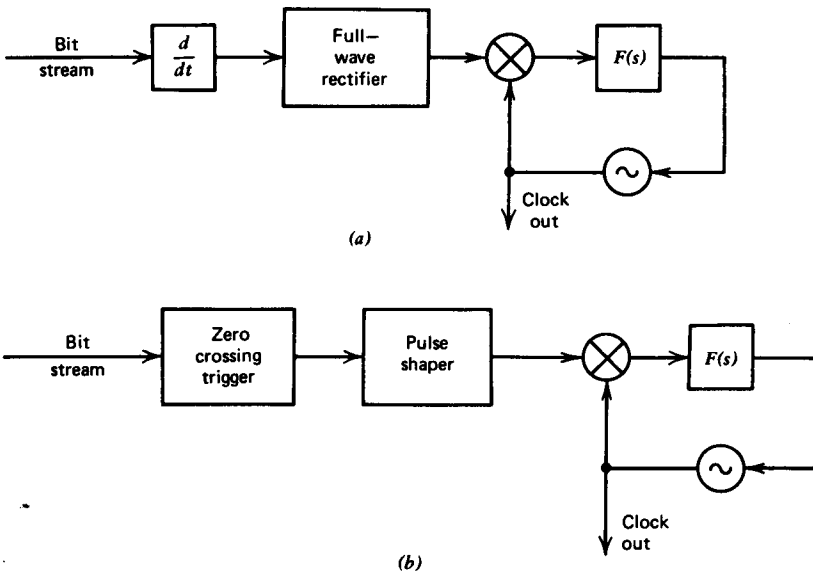 Bit
stream
d
dt
Full—
wave
rectifier
F(s)
Clock
out
(a)
Bit
stream
Zero
crossing
trigger
Pulse
shaper
F(s)
Clock
out
(b)